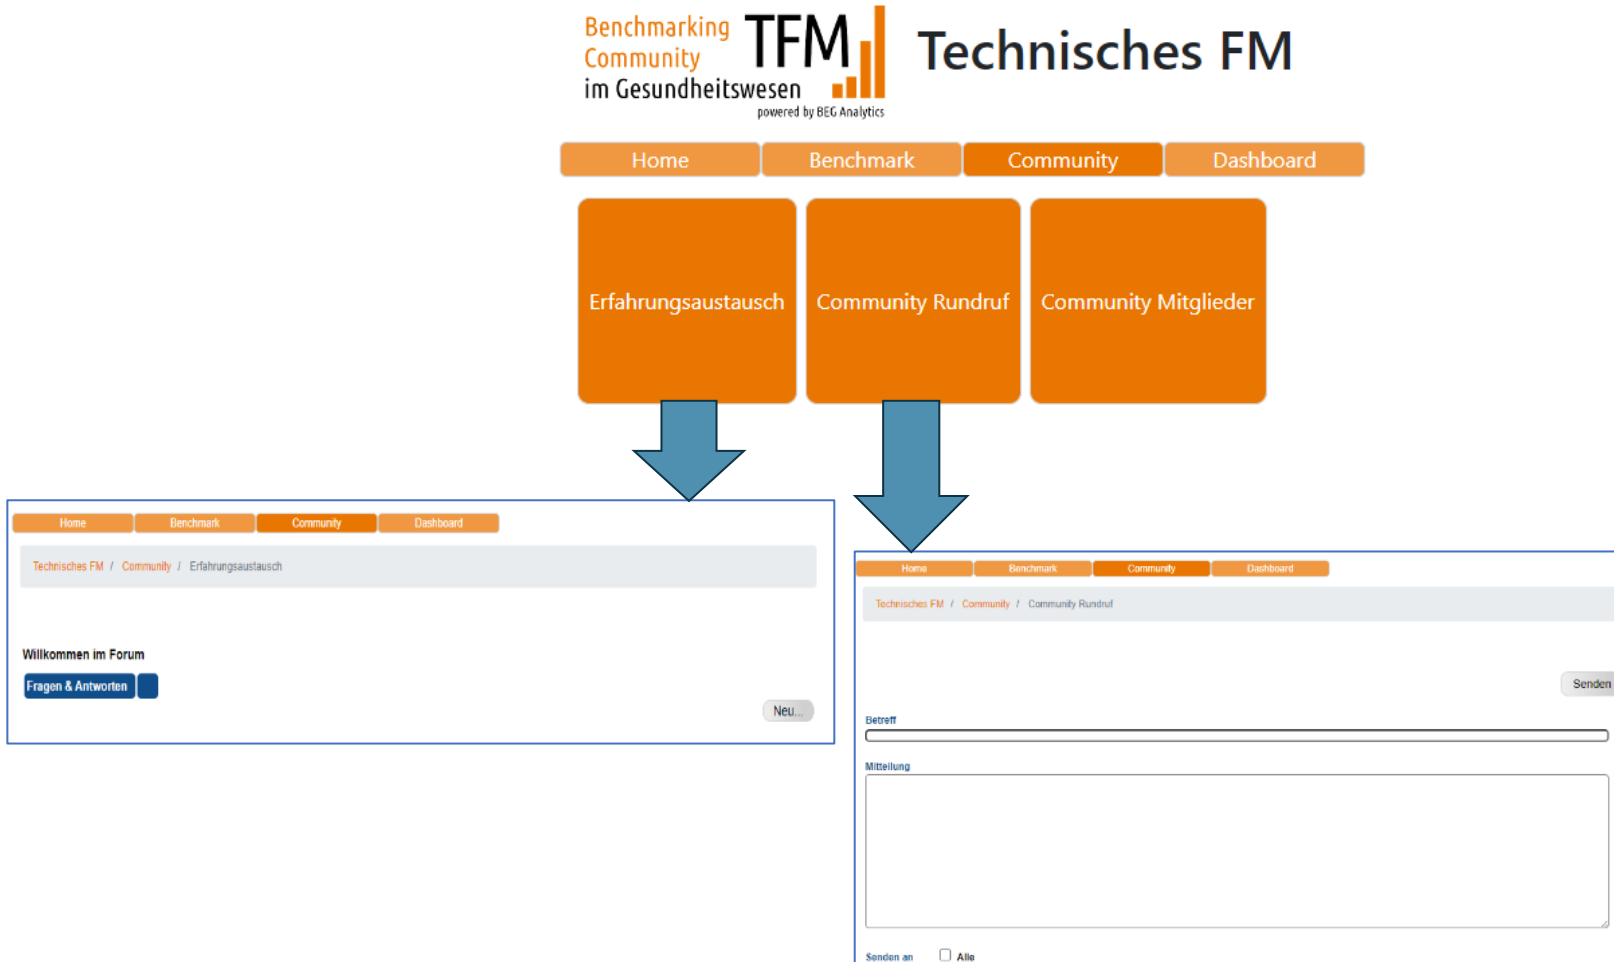 Benchmarking
Community
im Gesundheitswesen
TFM
powered by BEG Analytics
Technisches FM
Home Benchmark Community Dashboard
Erfahrungsaustausch Community Rundruf Community Mitglieder
Home Benchmark Community Dashboard
Technisches FM / Community / Erfahrungsaustausch
Willkommen im Forum
Fragen & Antworten
Neu...
Home Benchmark Community Dashboard
Technisches FM / Community / Community Rundruf
Senden
Betreff
Mitteilung
Senden an Alle